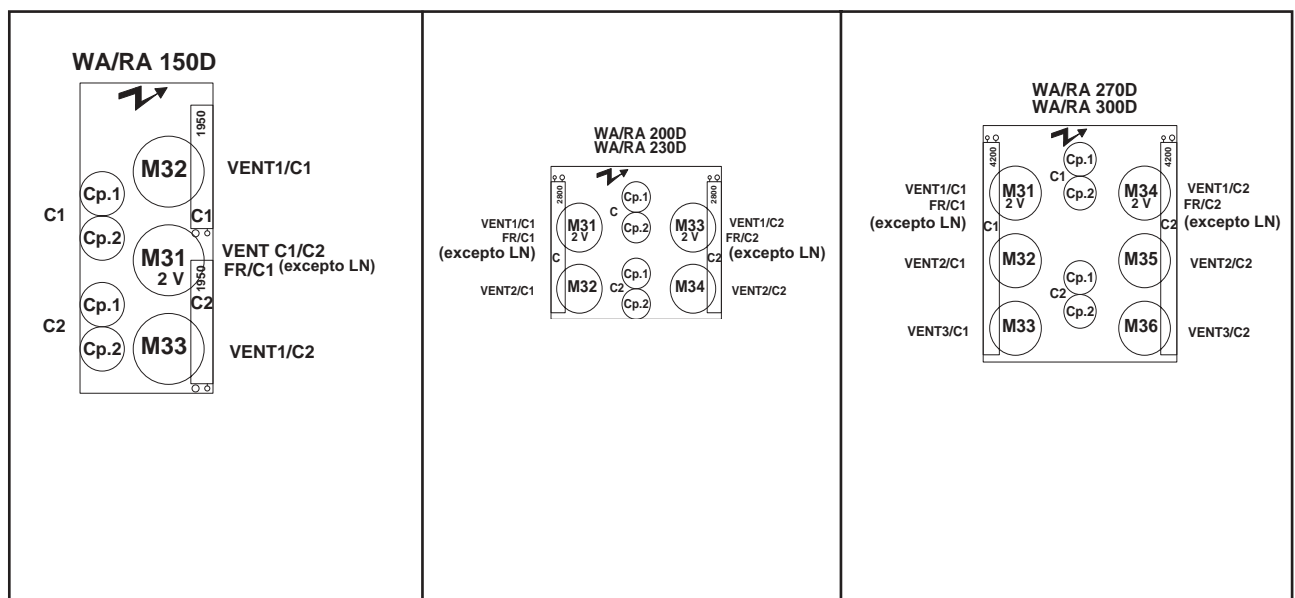 WA/RA 150D
1950
M32
VENT1/C1
Cp.1
C1
C1
Cp.2
M31
2 V
VENT C1/C2
FR/C1 (excepto LN)
1950
C2
Cp.1
C2
Cp.2
M33
VENT1/C2
WA/RA 200D
WA/RA 230D
2800
2800
Cp.1
C
Cp.2
VENT1/C1
FR/C1
(excepto LN)
M31
2 V
M33
2 V
VENT1/C2
FR/C2
(excepto LN)
C
C2
Cp.1
C2
Cp.2
VENT2/C1
M32
M34
VENT2/C2
WA/RA 270D
WA/RA 300D
4200
4200
Cp.1
C1
Cp.2
VENT1/C1
FR/C1
(excepto LN)
M31
2 V
M34
2 V
VENT1/C2
FR/C2
(excepto LN)
C1
C2
VENT2/C1
M32
M35
VENT2/C2
Cp.1
C2
Cp.2
VENT3/C1
M33
M36
VENT3/C2